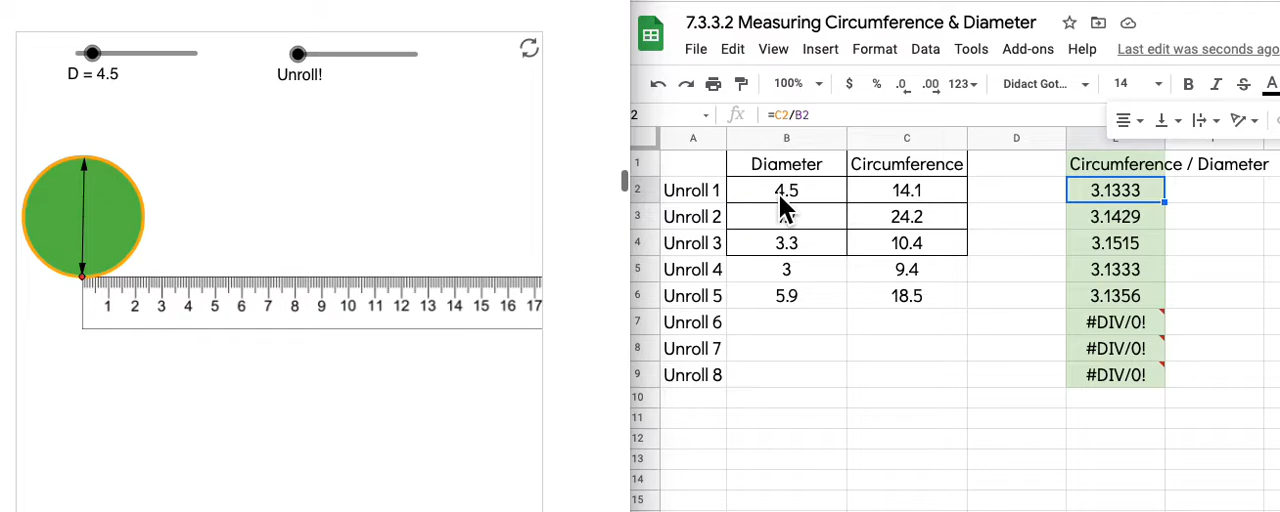 D = 4.5
Unroll!
1 2 3 4 5 6 7 8 9 10 11 12 13 14 15 16 17
7.3.3.2 Measuring Circumference & Diameter
File Edit View Insert Format Data Tools Add-ons Help Last edit was seconds ago
100% $ % .0 .00 123 Didact Got... 14 B I S A
2 fx =C2/B2
A B C D
1 Diameter Circumference Circumference / Diameter
2 Unroll 1 4.5 14.1 3.1333
3 Unroll 2 24.2 3.1429
4 Unroll 3 3.3 10.4 3.1515
5 Unroll 4 3 9.4 3.1333
6 Unroll 5 5.9 18.5 3.1356
7 Unroll 6 #DIV/0!
8 Unroll 7 #DIV/0!
9 Unroll 8 #DIV/0!
10
11
12
13
14
15